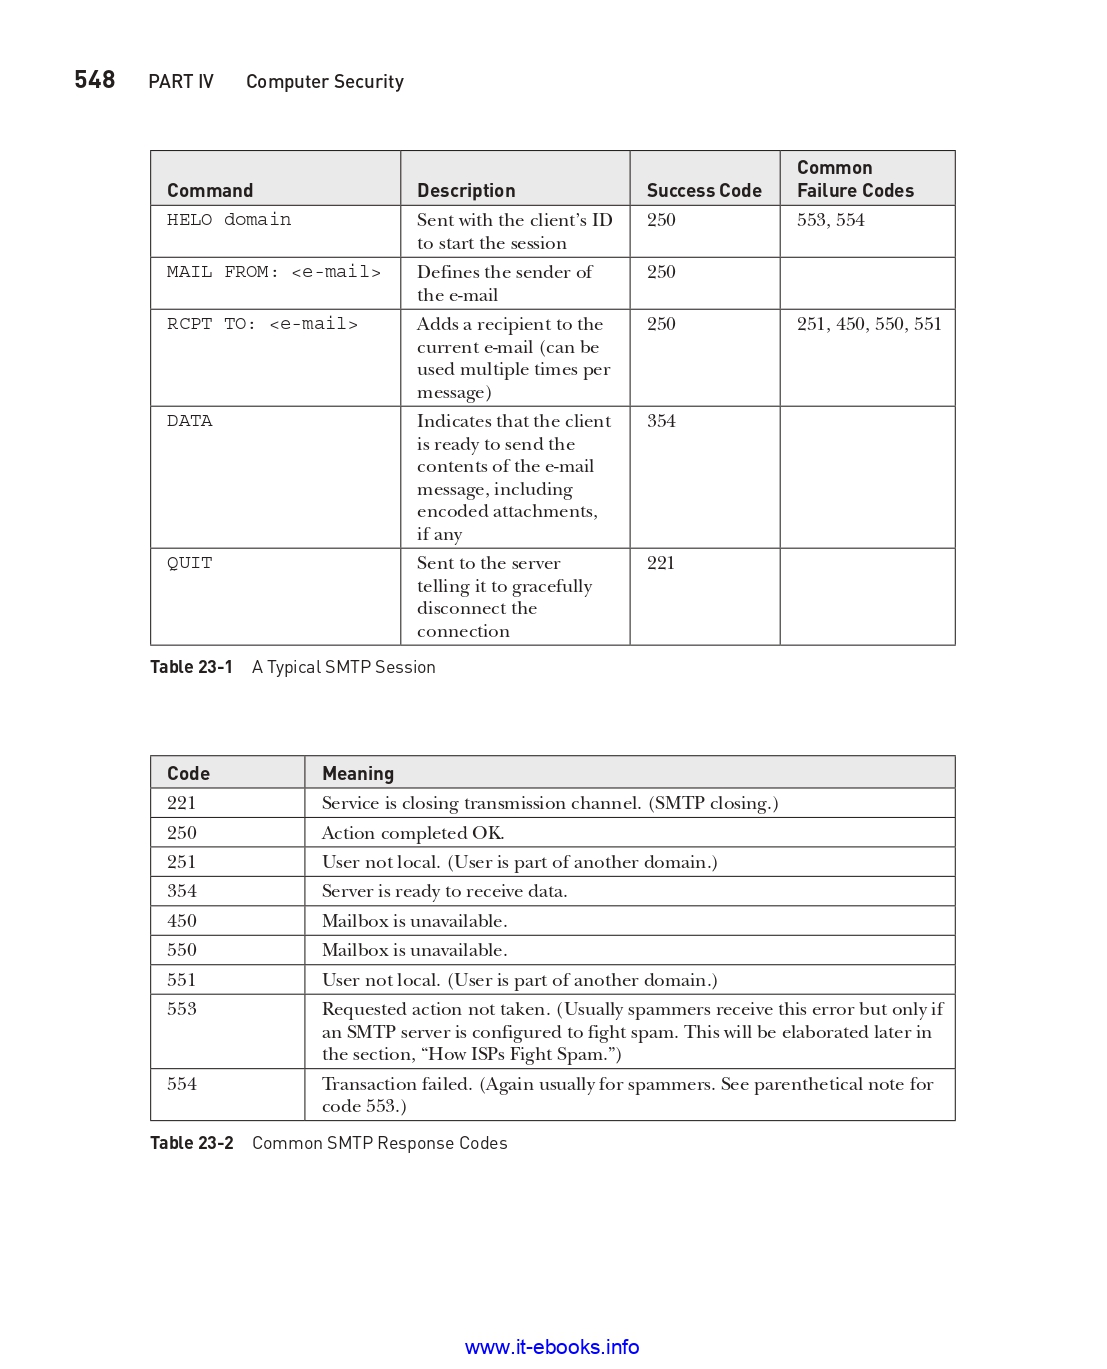 548 PART IV Computer Security
Command Description Success Code Common Failure Codes
HELO domain Sent with the client's ID 250 553, 554
to start the session
MAIL FROM: <e-mail> Defines the sender of 250
the e-mail
RCPT TO: <e-mail> Adds a recipient to the 250 251, 450, 550, 551
current e-mail (can be
used multiple times per
message)
DATA Indicates that the client 354
is ready to send the
contents of the e-mail
message, including
encoded attachments,
if any
QUIT Sent to the server 221
telling it to gracefully
disconnect the
connection
Table 23-1 A Typical SMTP Session
Code Meaning
221 Service is closing transmission channel. (SMTP closing.)
250 Action completed OK.
251 User not local. (User is part of another domain.)
354 Server is ready to receive data.
450 Mailbox is unavailable.
550 Mailbox is unavailable.
551 User not local. (User is part of another domain.)
553 Requested action not taken. (Usually spammers receive this error but only if
an SMTP server is configured to fight spam. This will be elaborated later in
the section, “How ISPs Fight Spam.”)
554 Transaction failed. (Again usually for spammers. See parenthetical note for
code 553.)
Table 23-2 Common SMTP Response Codes
www.it-ebooks.info